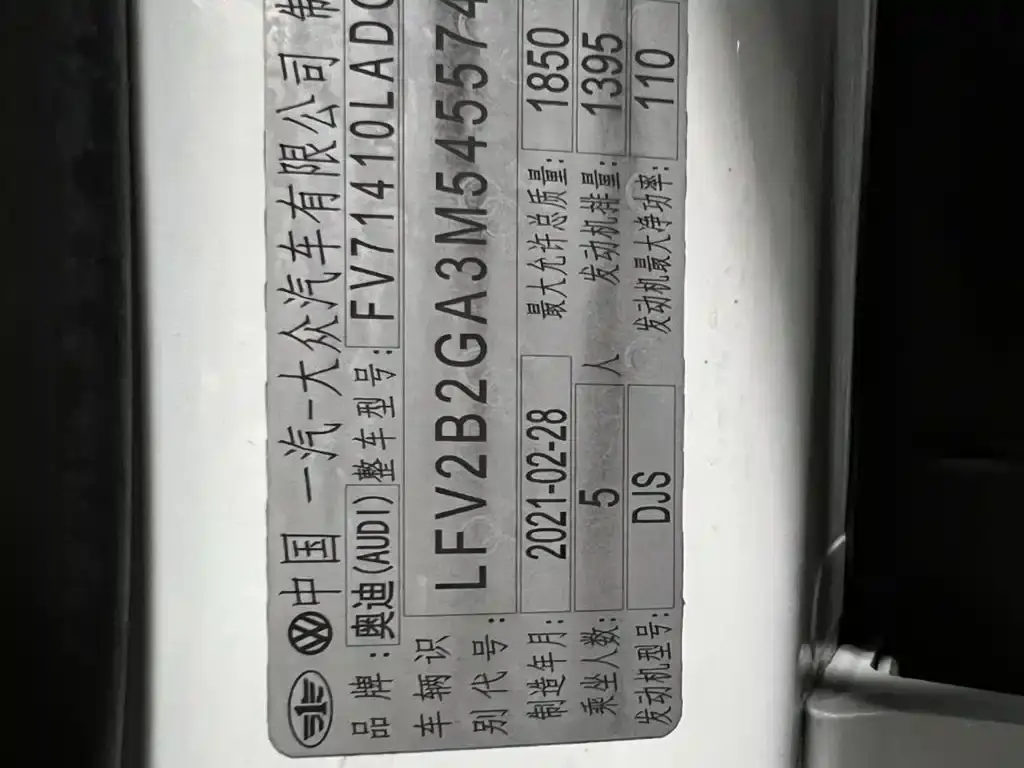 中国 一汽-大众汽车有限公司 制
品牌: 奥迪(AUDI) 整车型号: FV71410LADC
车辆识别代号: LFV2B2GA3M545574
制造年月: 2021-02-28 最大允许总质量: 1850
乘坐人数: 5 人 发动机排量: 1395
发动机型号: DJS 发动机最大净功率: 110